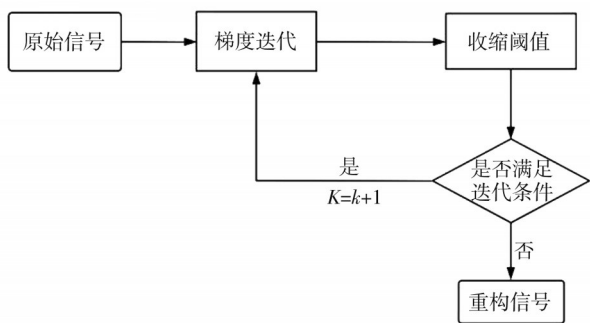 原始信号
梯度迭代
收缩阈值
是否满足
迭代条件
是
K=k+1
否
重构信号